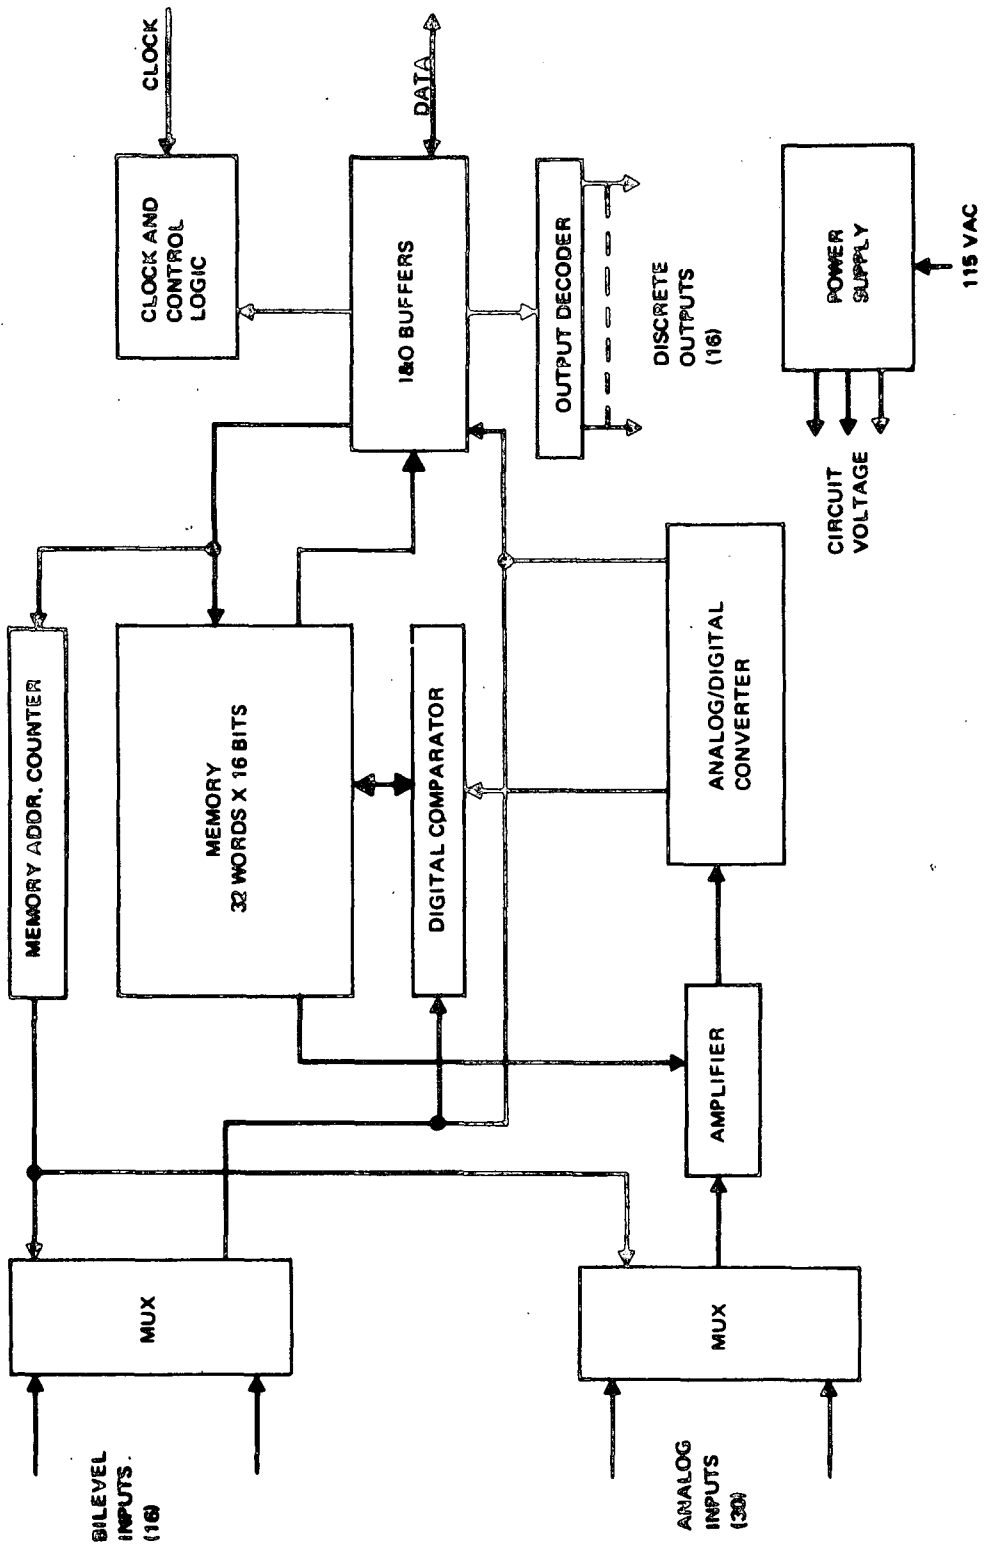 BILEVEL
INPUTS.
(16)
MUX
MEMORY ADDR. COUNTER
MEMORY
32 WORDS X 16 BITS
DIGITAL COMPARATOR
CLOCK AND
CONTROL
LOGIC
CLOCK
I&O BUFFERS
DATA
OUTPUT DECODER
DISCRETE
OUTPUTS
(16)
ANALOG
INPUTS
(30)
MUX
AMPLIFIER
ANALOG/DIGITAL
CONVERTER
CIRCUIT
VOLTAGE
POWER
SUPPLY
115 VAC